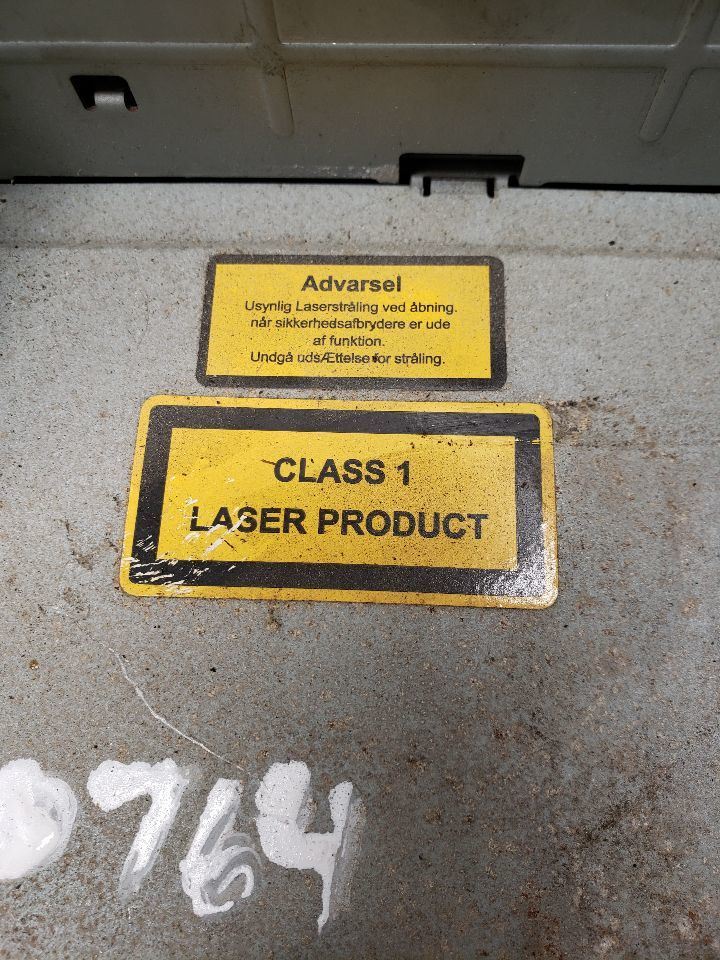 Advarsel
Usynlig Laserstråling ved åbning.
når sikkerhedsafbrydere er ude
af funktion.
Undgå udsÆttelse for stråling.
CLASS 1
LASER PRODUCT
0764